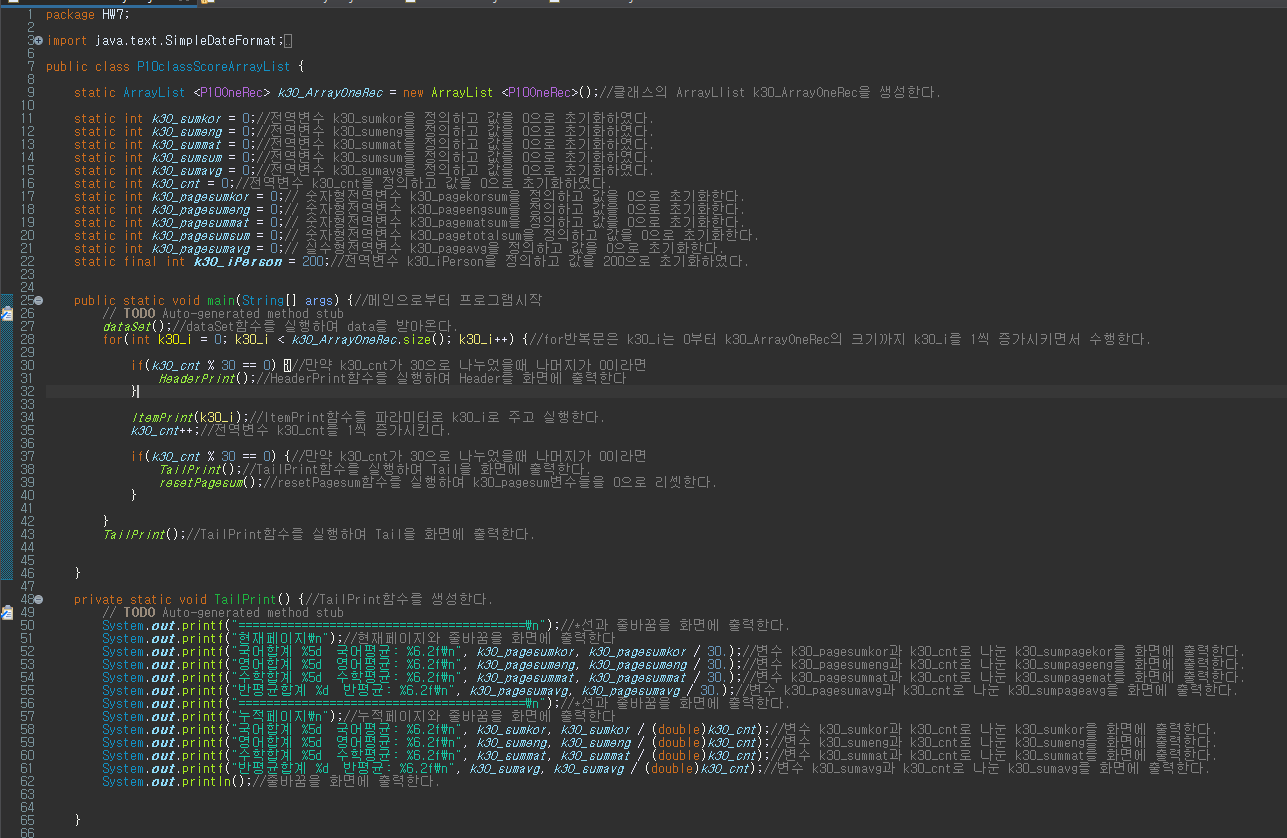 1 package HW7;
2
3 import java.text.SimpleDateFormat;
6
7 public class P10classScoreArrayList {
8
9 static ArrayList <P10OneRec> k30_ArrayOneRec = new ArrayList <P10OneRec>();//클래스의 ArrayLlist k30_ArrayOneRec을 생성한다.
10
11 static int k30_sumkor = 0;//전역변수 k30_sumkor을 정의하고 값을 0으로 초기화하였다.
12 static int k30_sumeng = 0;//전역변수 k30_sumeng을 정의하고 값을 0으로 초기화하였다.
13 static int k30_summat = 0;//전역변수 k30_summat을 정의하고 값을 0으로 초기화하였다.
14 static int k30_sumsum = 0;//전역변수 k30_sumsum을 정의하고 값을 0으로 초기화하였다.
15 static int k30_sumavg = 0;//전역변수 k30_sumavg을 정의하고 값을 0으로 초기화하였다.
16 static int k30_cnt = 0;//전역변수 k30_cnt을 정의하고 값을 0으로 초기화하였다.
17 static int k30_pagesumkor = 0;// 숫자형전역변수 k30_pagekorsum을 정의하고 값을 0으로 초기화한다.
18 static int k30_pagesumeng = 0;// 숫자형전역변수 k30_pageengsum을 정의하고 값을 0으로 초기화한다.
19 static int k30_pagesummat = 0;// 숫자형전역변수 k30_pagematsum을 정의하고 값을 0으로 초기화한다.
20 static int k30_pagesumsum = 0;// 숫자형전역변수 k30_pagetotalsum을 정의하고 값을 0으로 초기화한다.
21 static int k30_pagesumavg = 0;// 실수형전역변수 k30_pageavg을 정의하고 값을 0으로 초기화한다.
22 static final int k30_iPerson = 200;//전역변수 k30_iPerson을 정의하고 값을 200으로 초기화하였다.
23
24
25 public static void main(String[] args) {//메인으로부터 프로그램시작
26 // TODO Auto-generated method stub
27 dataSet();//dataSet함수를 실행하여 data를 받아온다.
28 for(int k30_i = 0; k30_i < k30_ArrayOneRec.size(); k30_i++) {//for반복문은 k30_i는 0부터 k30_ArrayOneRec의 크기까지 k30_i를 1씩 증가시키면서 수행한다.
29
30 if(k30_cnt % 30 == 0) {//만약 k30_cnt가 30으로 나누었을때 나머지가 0이라면
31 HeaderPrint();//HeaderPrint함수를 실행하여 Header을 화면에 출력한다
32 }
33
34 ItemPrint(k30_i);//ItemPrint함수를 파라미터로 k30_i로 주고 실행한다.
35 k30_cnt++;//전역변수 k30_cnt를 1씩 증가시킨다.
36
37 if(k30_cnt % 30 == 0) {//만약 k30_cnt가 30으로 나누었을때 나머지가 0이라면
38 TailPrint();//TailPrint함수를 실행하여 Tail을 화면에 출력한다.
39 resetPagesum();//resetPagesum함수를 실행하여 k30_pagesum변수들을 0으로 리셋한다.
40 }
41
42 }
43 TailPrint();//TailPrint함수를 실행하여 Tail을 화면에 출력한다.
44
45
46 }
47
48 private static void TailPrint() {//TailPrint함수를 생성한다.
49 // TODO Auto-generated method stub
50 System.out.printf("=========================================\n");//*선과 줄바꿈을 화면에 출력한다.
51 System.out.printf("현재페이지\n");//현재페이지와 줄바꿈을 화면에 출력한다
52 System.out.printf("국어합계 %5d 국어평균: %6.2f\n", k30_pagesumkor, k30_pagesumkor / 30.);//변수 k30_pagesumkor과 k30_cnt로 나눈 k30_sumpagekor를 화면에 출력한다.
53 System.out.printf("영어합계 %5d 영어평균: %6.2f\n", k30_pagesumeng, k30_pagesumeng / 30.);//변수 k30_pagesumeng과 k30_cnt로 나눈 k30_sumpageeng를 화면에 출력한다.
54 System.out.printf("수학합계 %5d 수학평균: %6.2f\n", k30_pagesummat, k30_pagesummat / 30.);//변수 k30_pagesummat과 k30_cnt로 나눈 k30_sumpagemat를 화면에 출력한다.
55 System.out.printf("반평균합계 %d 반평균: %6.2f\n", k30_pagesumavg, k30_pagesumavg / 30.);//변수 k30_pagesumavg과 k30_cnt로 나눈 k30_sumpageavg를 화면에 출력한다.
56 System.out.printf("=========================================\n");//*선과 줄바꿈을 화면에 출력한다.
57 System.out.printf("누적페이지\n");//누적페이지와 줄바꿈을 화면에 출력한다
58 System.out.printf("국어합계 %5d 국어평균: %6.2f\n", k30_sumkor, k30_sumkor / (double)k30_cnt);//변수 k30_sumkor과 k30_cnt로 나눈 k30_sumkor를 화면에 출력한다.
59 System.out.printf("영어합계 %5d 영어평균: %6.2f\n", k30_sumeng, k30_sumeng / (double)k30_cnt);//변수 k30_sumeng과 k30_cnt로 나눈 k30_sumeng를 화면에 출력한다.
60 System.out.printf("수학합계 %5d 수학평균: %6.2f\n", k30_summat, k30_summat / (double)k30_cnt);//변수 k30_summat과 k30_cnt로 나눈 k30_summat를 화면에 출력한다.
61 System.out.printf("반평균합계 %d 반평균: %6.2f\n", k30_sumavg, k30_sumavg / (double)k30_cnt);//변수 k30_sumavg과 k30_cnt로 나눈 k30_sumavg를 화면에 출력한다.
62 System.out.println();//줄바꿈을 화면에 출력한다.
63
64
65 }
66